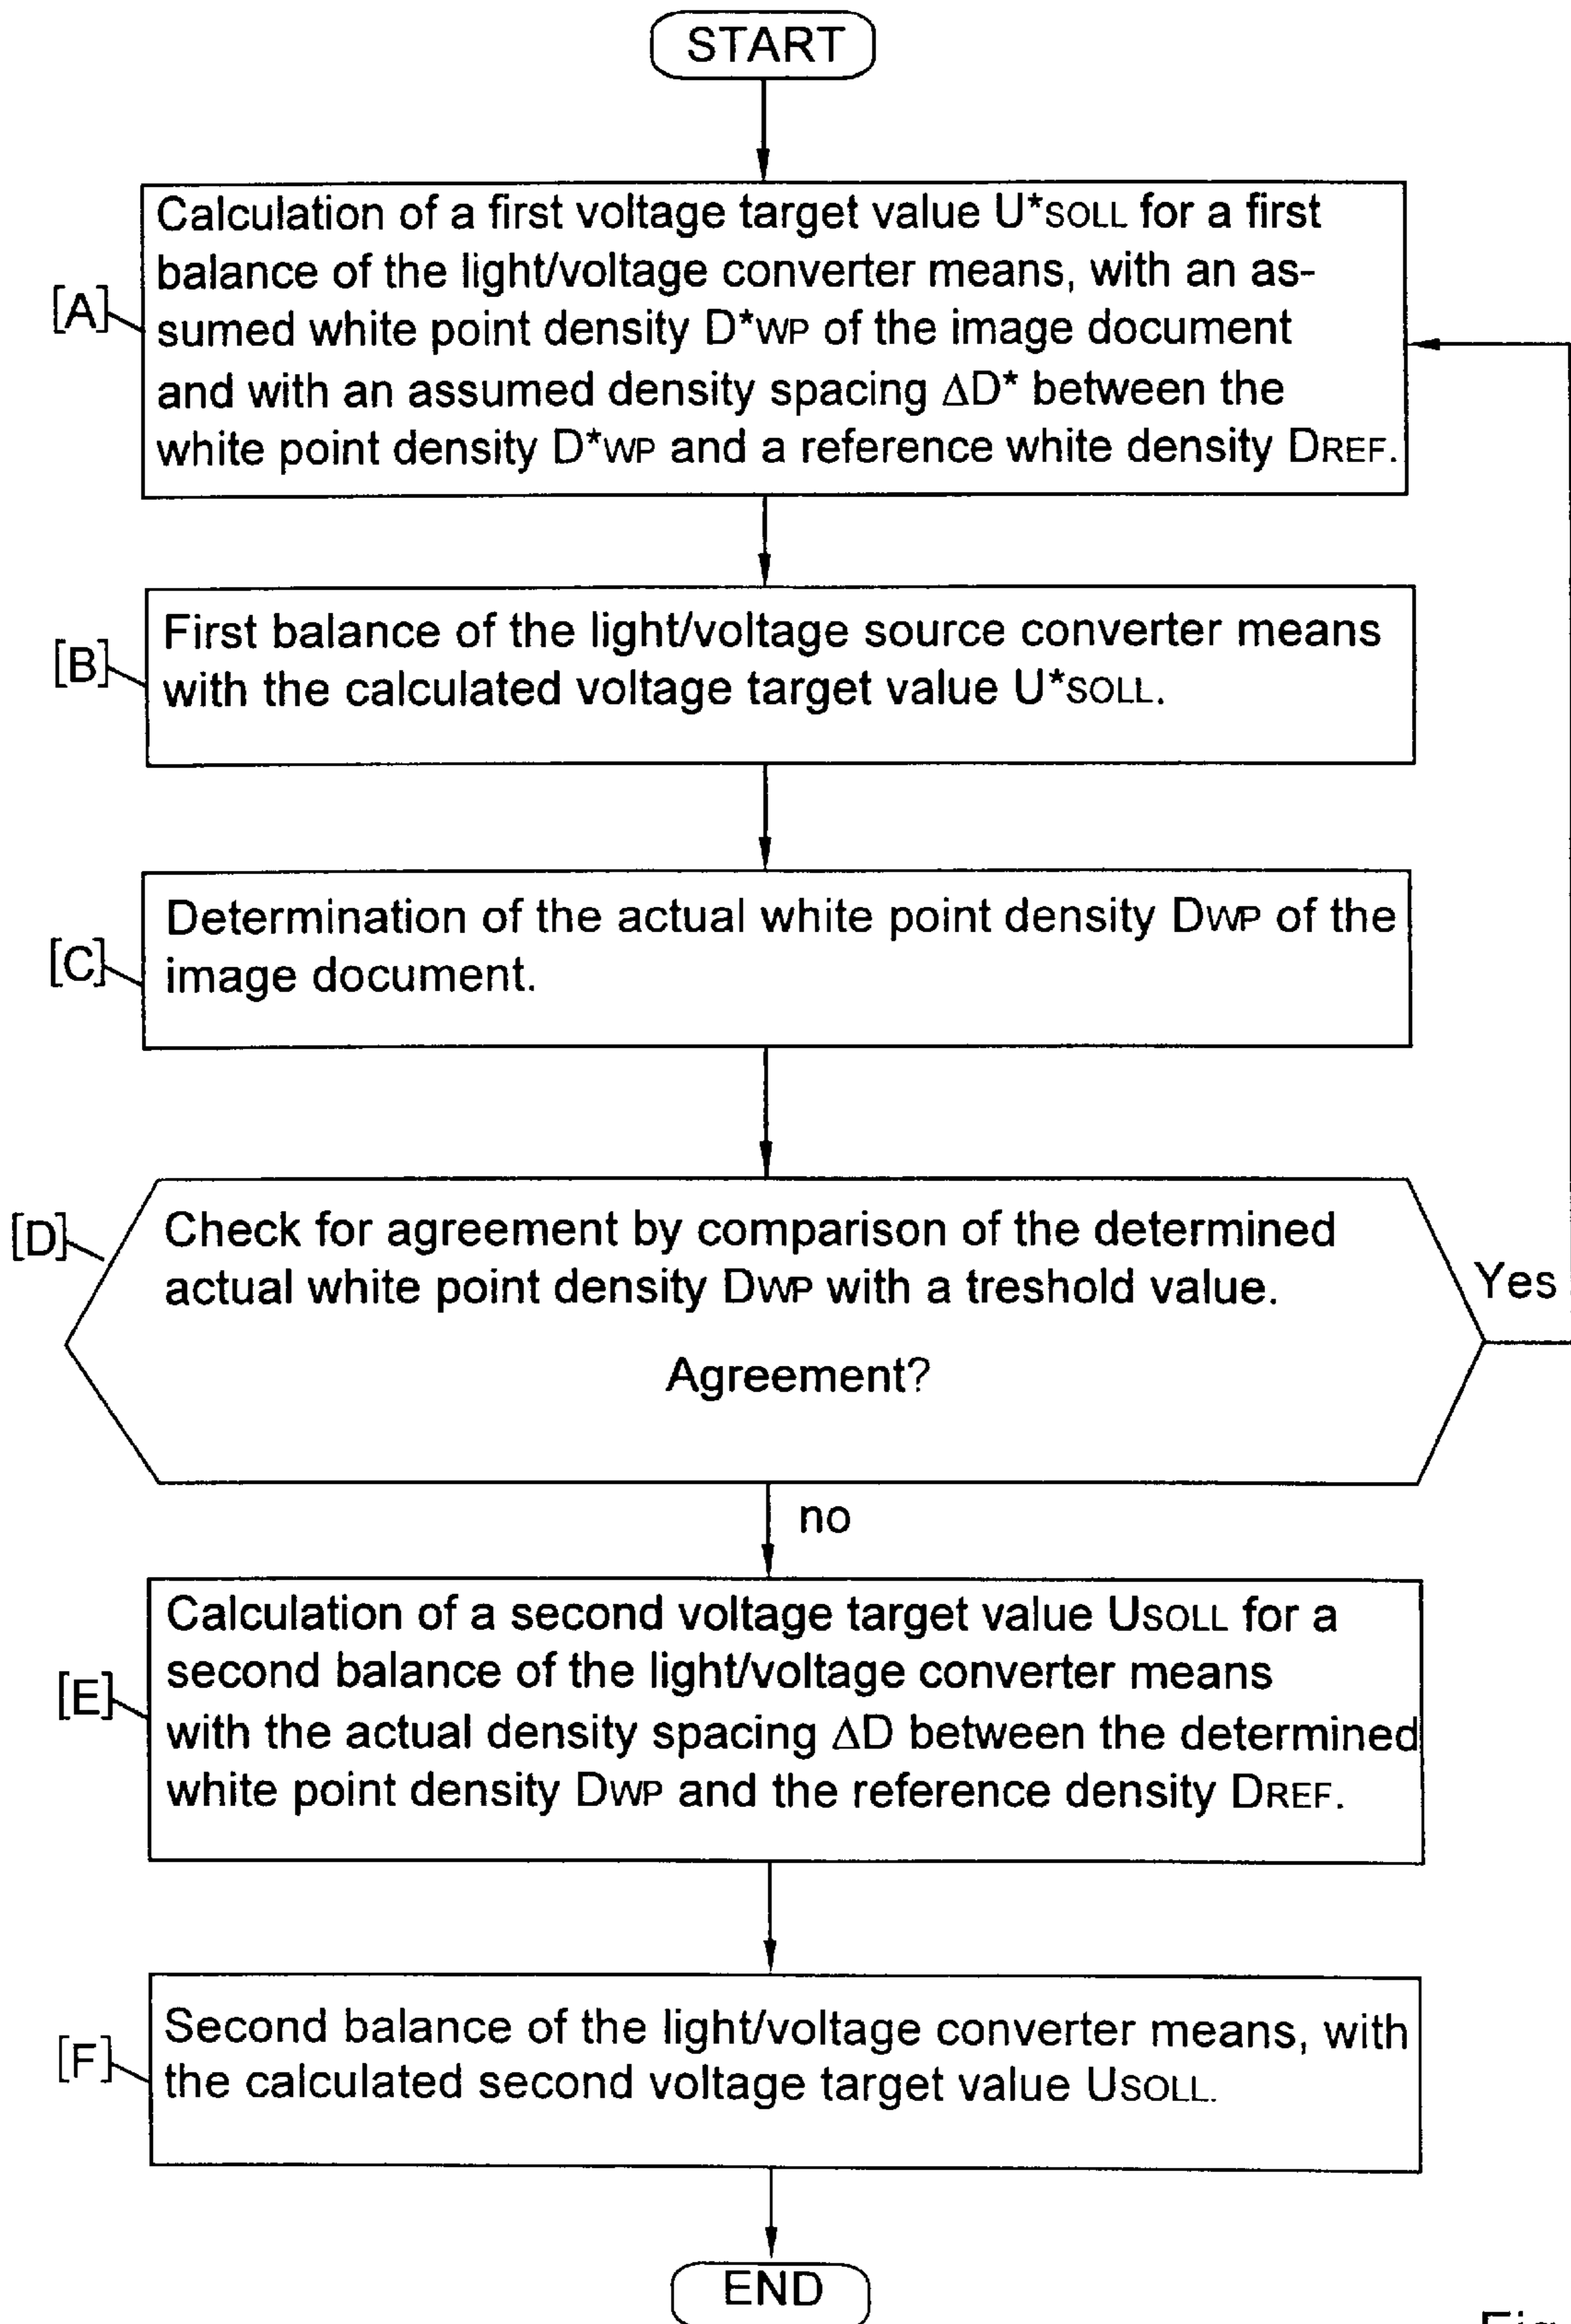 START
[A]
Calculation of a first voltage target value U*SOLL for a first
balance of the light/voltage converter means, with an as-
sumed white point density D*WP of the image document
and with an assumed density spacing ΔD* between the
white point density D*WP and a reference white density DREF.
[B]
First balance of the light/voltage source converter means
with the calculated voltage target value U*SOLL.
[C]
Determination of the actual white point density DWP of the
image document.
[D]
Check for agreement by comparison of the determined
actual white point density DWP with a treshold value.
Agreement?
Yes
no
[E]
Calculation of a second voltage target value USOLL for a
second balance of the light/voltage converter means
with the actual density spacing ΔD between the determined
white point density DWP and the reference density DREF.
[F]
Second balance of the light/voltage converter means, with
the calculated second voltage target value USOLL.
END